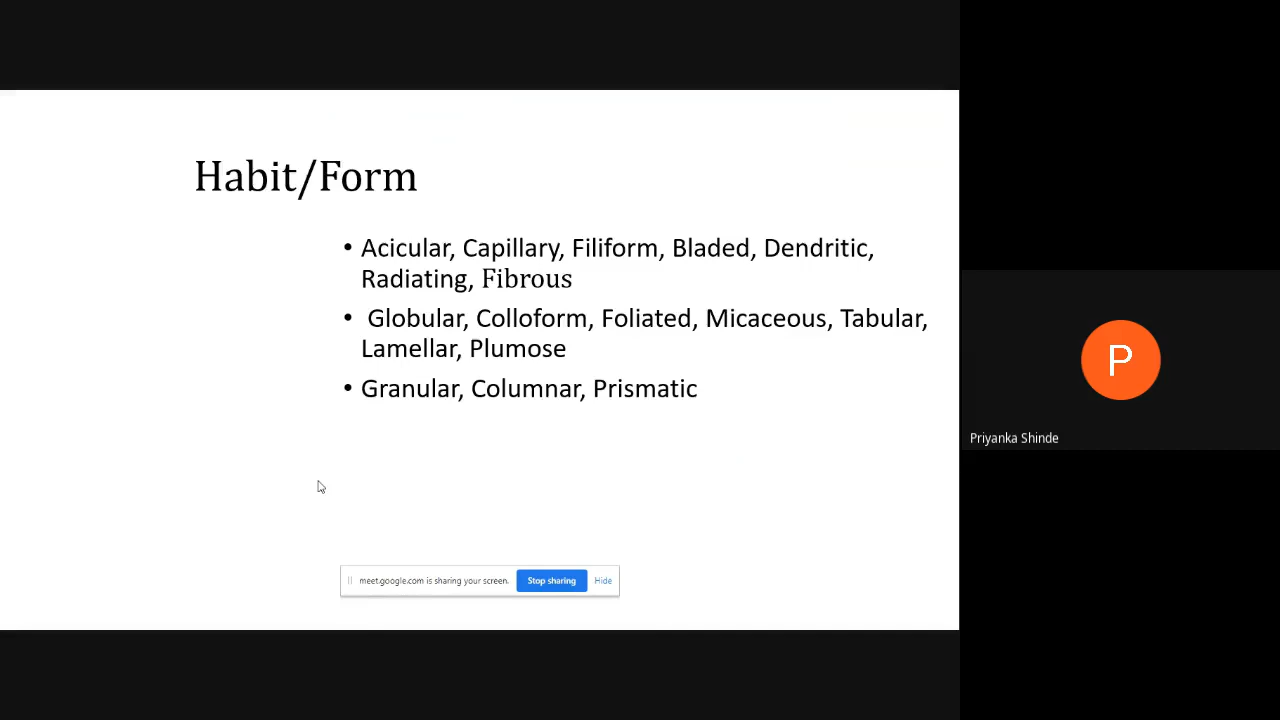 Habit/Form
• Acicular, Capillary, Filiform, Bladed, Dendritic,
Radiating, Fibrous
• Globular, Colloform, Foliated, Micaceous, Tabular,
Lamellar, Plumose
• Granular, Columnar, Prismatic
P
Priyanka Shinde
meet.google.com is sharing your screen. Stop sharing Hide